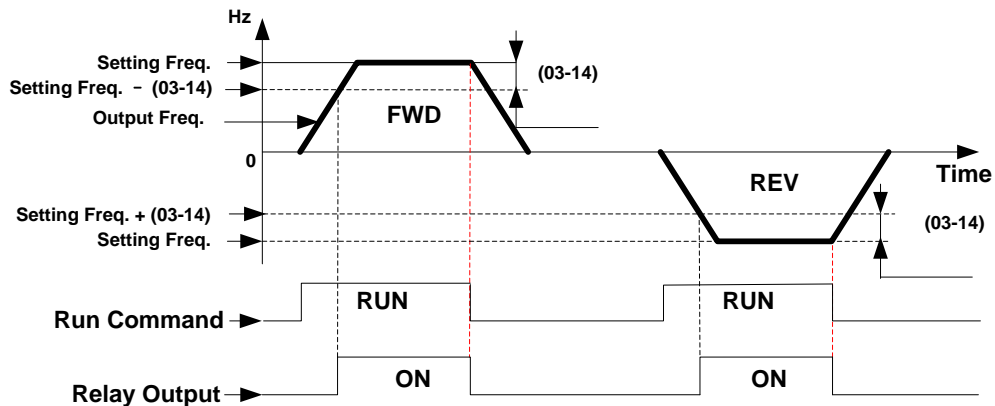 Hz
Setting Freq.
(03-14)
Setting Freq. - (03-14)
FWD
Output Freq.
0
Time
REV
Setting Freq. + (03-14)
(03-14)
Setting Freq.
RUN
RUN
Run Command
ON
ON
Relay Output